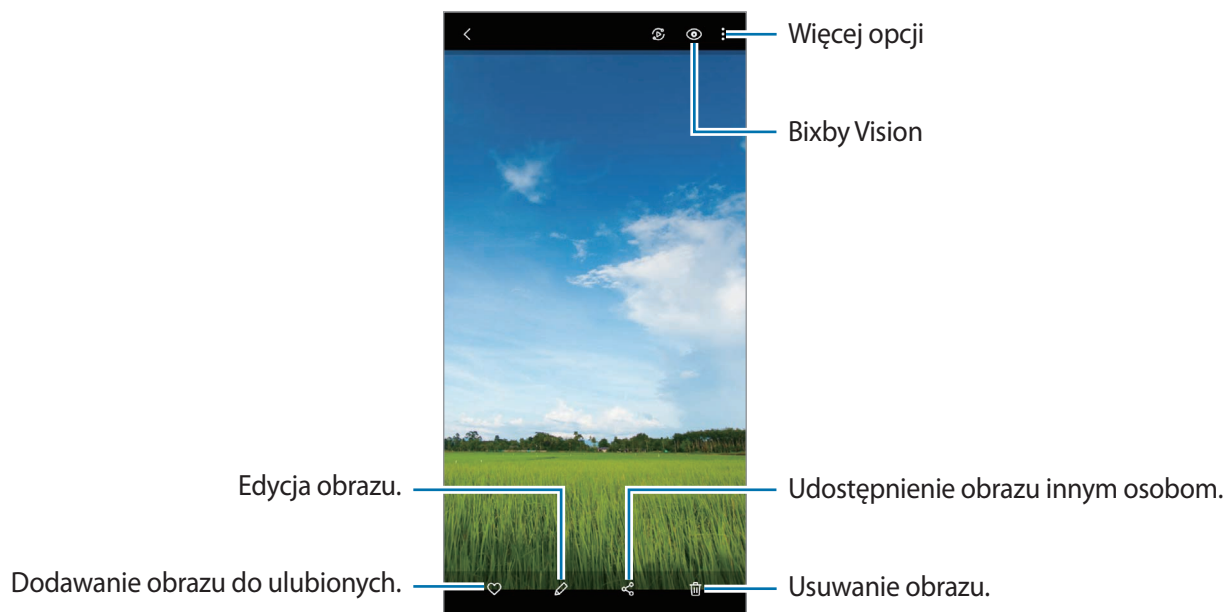 Więcej opcji
Bixby Vision
Edycja obrazu.
Udostępnienie obrazu innym osobom.
Dodawanie obrazu do ulubionych.
Usuwanie obrazu.